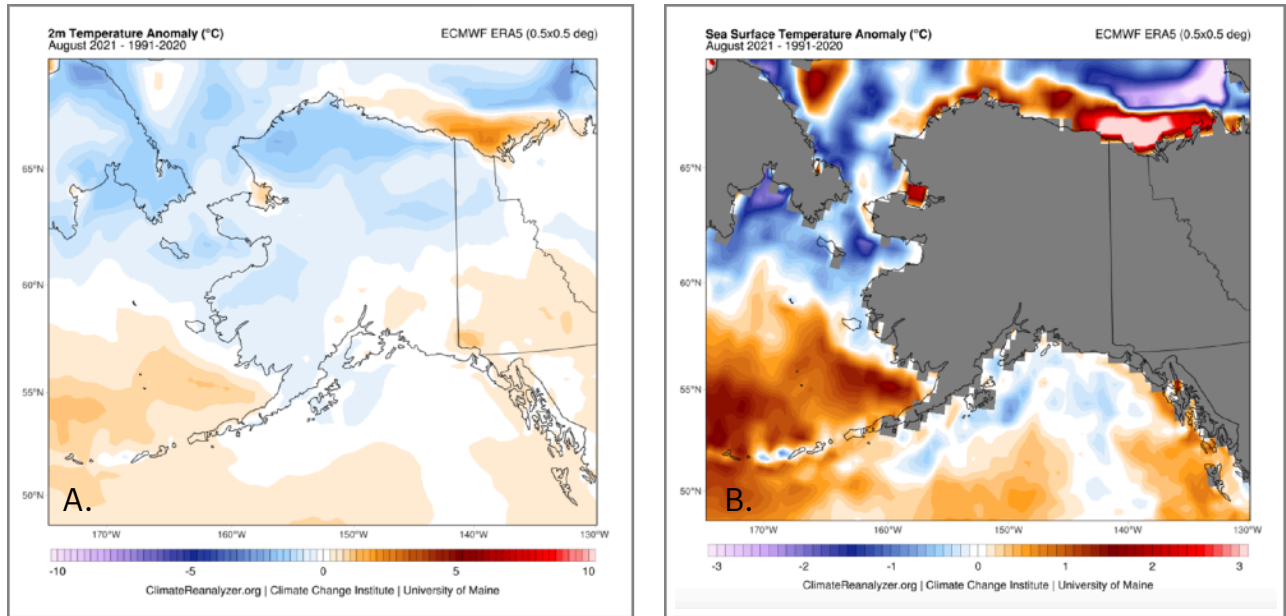 2m Temperature Anomaly (°C)
ECMWF ERA5 (0.5x0.5 deg)
August 2021 - 1991-2020
65°N
60°N
55°N
50°N
A.
170°W
160°W
150°W
140°W
130°W
-10
-5
0
5
10
ClimateReanalyzer.org | Climate Change Institute | University of Maine
Sea Surface Temperature Anomaly (°C)
ECMWF ERA5 (0.5x0.5 deg)
August 2021 - 1991-2020
65°N
60°N
55°N
50°N
B.
170°W
160°W
150°W
140°W
130°W
-3
-2
-1
0
1
2
3
ClimateReanalyzer.org | Climate Change Institute | University of Maine